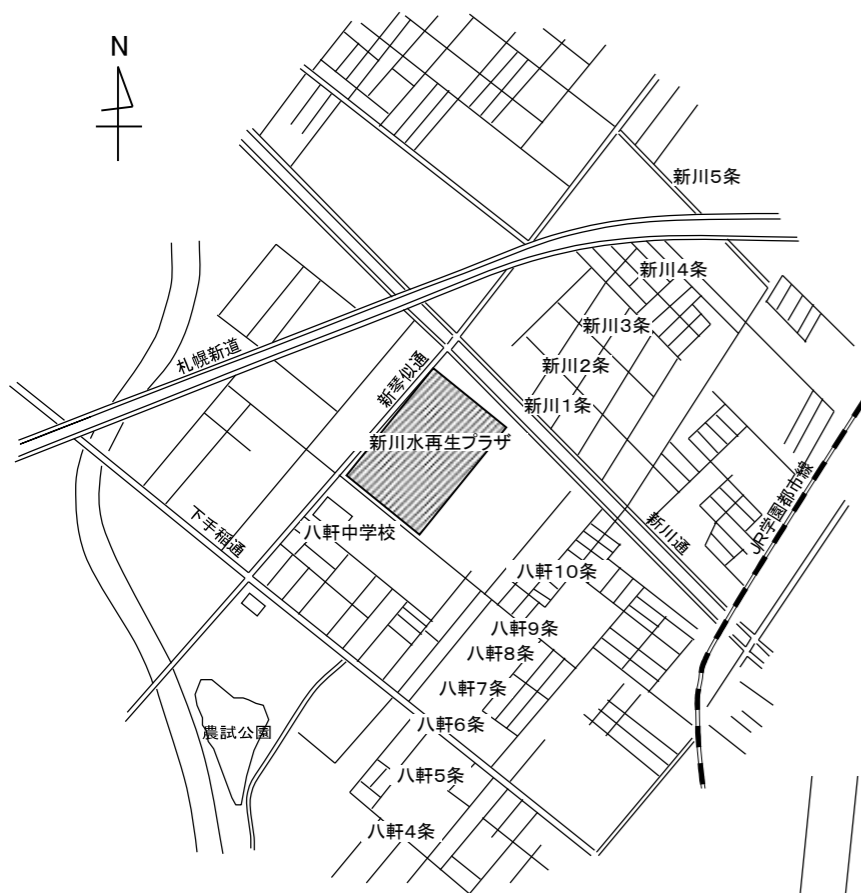 N
新川5条
新川4条
新川3条
新川2条
新川1条
札幌新道
新琴似通
新川水再生プラザ
下手稲通
八軒中学校
新川通
JR学園都市線
八軒10条
八軒9条
八軒8条
八軒7条
八軒6条
農試公園
八軒5条
八軒4条